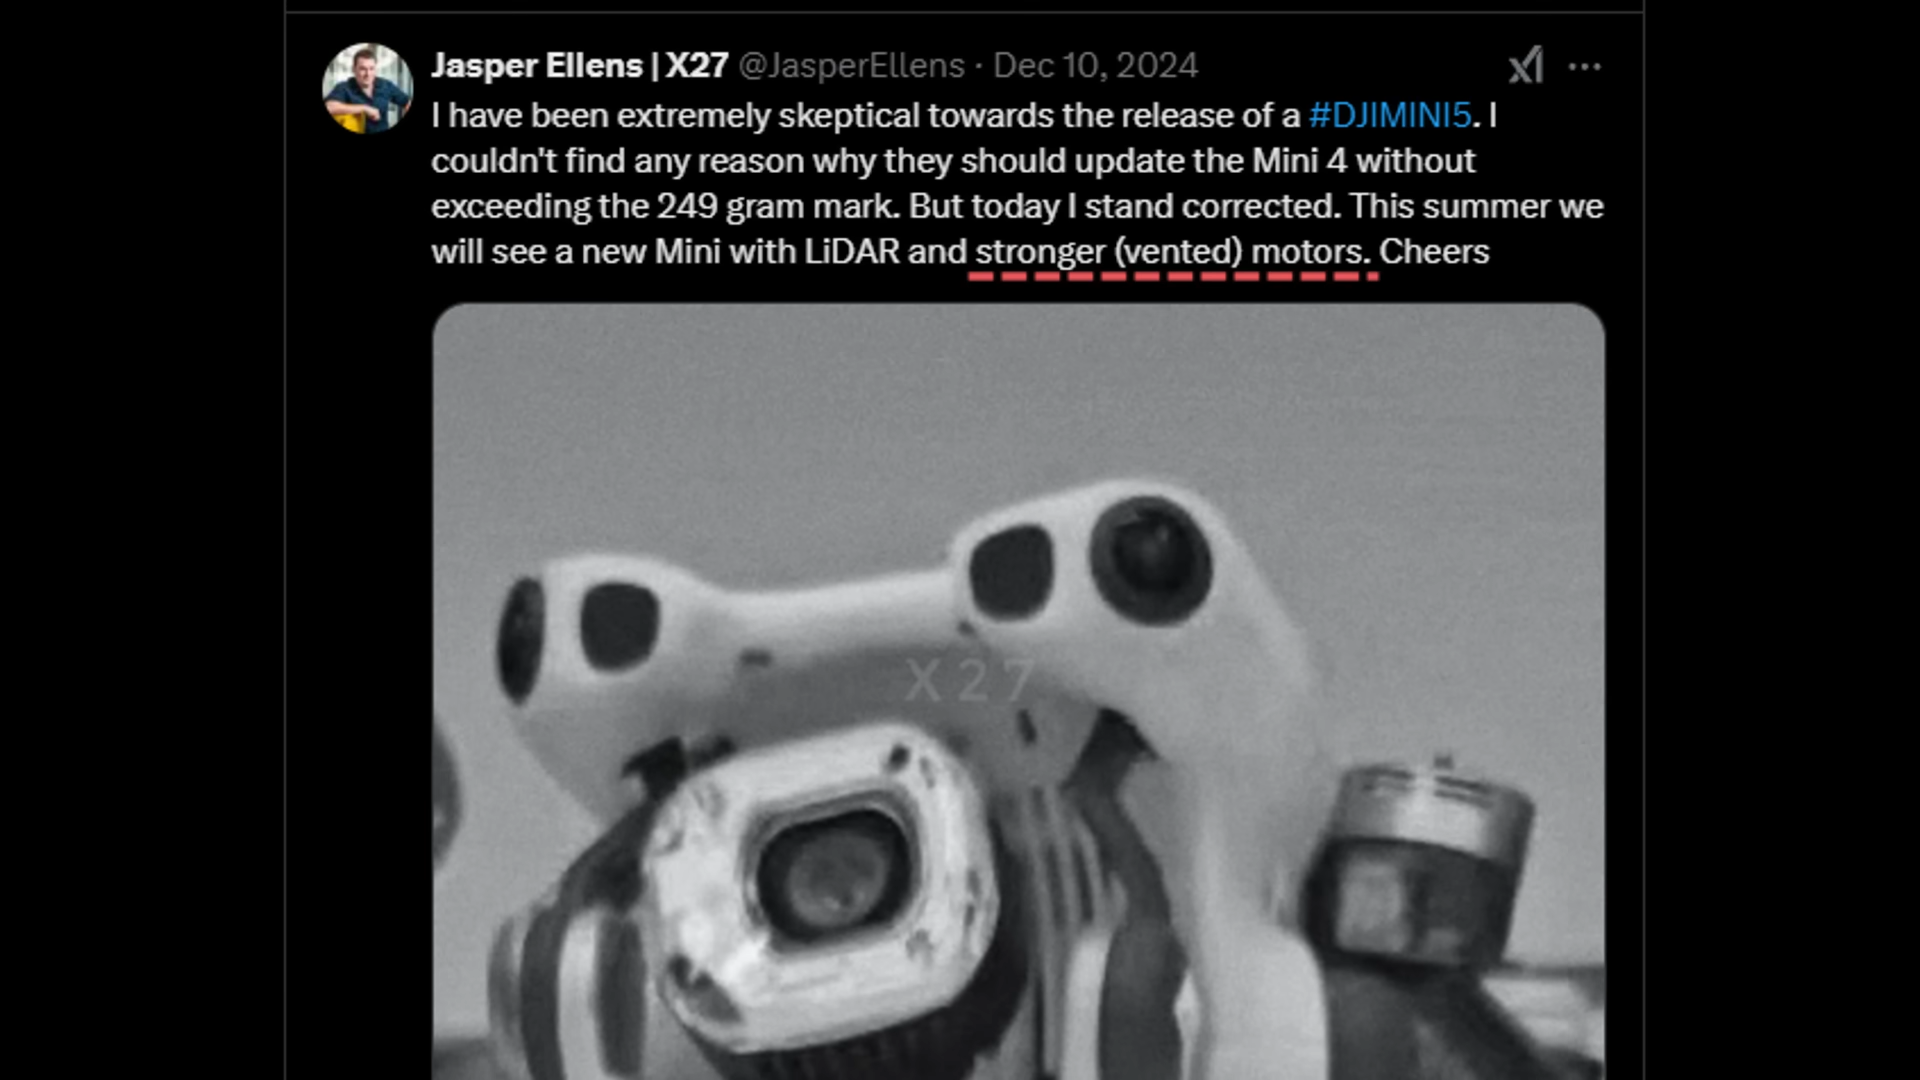 Jasper Ellens | X27 @JasperEllens · Dec 10, 2024
I have been extremely skeptical towards the release of a #DJIMINI5. I
couldn't find any reason why they should update the Mini 4 without
exceeding the 249 gram mark. But today I stand corrected. This summer we
will see a new Mini with LiDAR and stronger (vented) motors. Cheers
X27